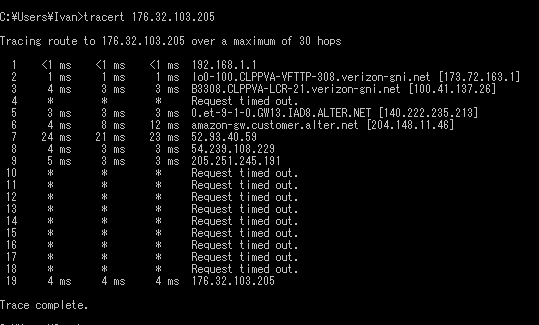 C:¥Users¥Ivan>tracert 176.32.103.205
Tracing route to 176.32.103.205 over a maximum of 30 hops
1 <1 ms <1 ms <1 ms 192.168.1.1
2 1 ms 1 ms 1 ms lo0-100.CLPPVA-VFTTP-308.verizon-gni.net [173.72.163.1]
3 4 ms 3 ms 3 ms B3308.CLPPVA-LCR-21.verizon-gni.net [100.41.137.26]
4 * * * Request timed out.
5 3 ms 3 ms 3 ms 0.et-9-1-0.GW13.IAD8.ALTER.NET [140.222.235.213]
6 4 ms 8 ms 12 ms amazon-gw.customer.alter.net [204.148.11.46]
7 24 ms 21 ms 23 ms 52.93.40.59
8 4 ms 3 ms 3 ms 54.239.108.229
9 5 ms 3 ms 3 ms 205.251.245.191
10 * * * Request timed out.
11 * * * Request timed out.
12 * * * Request timed out.
13 * * * Request timed out.
14 * * * Request timed out.
15 * * * Request timed out.
16 * * * Request timed out.
17 * * * Request timed out.
18 * * * Request timed out.
19 4 ms 4 ms 4 ms 176.32.103.205
Trace complete.